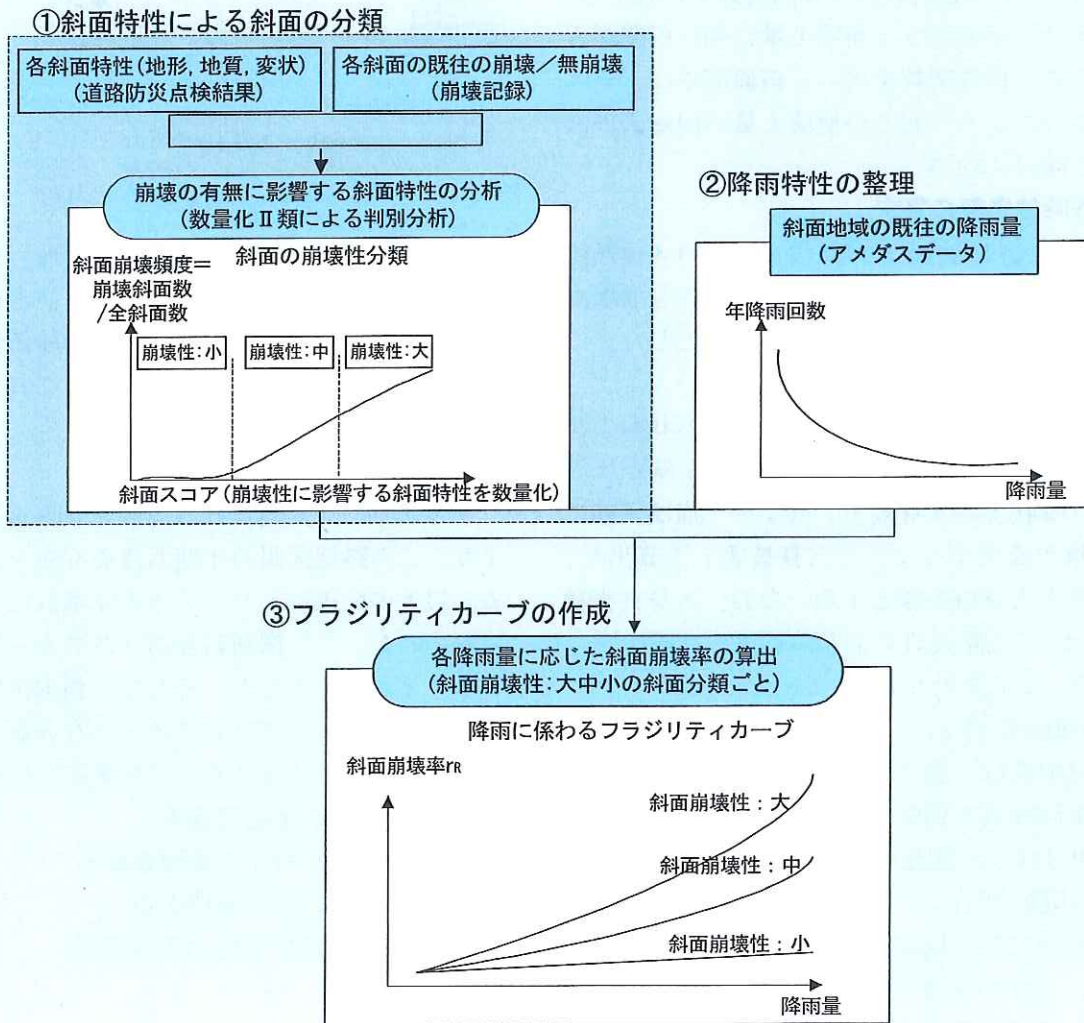 ①斜面特性による斜面の分類
各斜面特性(地形, 地質, 変状)
(道路防災点検結果)
各斜面の既往の崩壊／無崩壊
(崩壊記録)
崩壊の有無に影響する斜面特性の分析
(数量化Ⅱ類による判別分析)
斜面の崩壊性分類
斜面崩壊頻度＝
崩壊斜面数
/全斜面数
崩壊性：小
崩壊性：中
崩壊性：大
斜面スコア(崩壊性に影響する斜面特性を数量化)
②降雨特性の整理
斜面地域の既往の降雨量
(アメダスデータ)
年降雨回数
降雨量
③フラジリティカーブの作成
各降雨量に応じた斜面崩壊率の算出
(斜面崩壊性：大中小の斜面分類ごと)
降雨に係わるフラジリティカーブ
斜面崩壊率rR
斜面崩壊性：大
斜面崩壊性：中
斜面崩壊性：小
降雨量